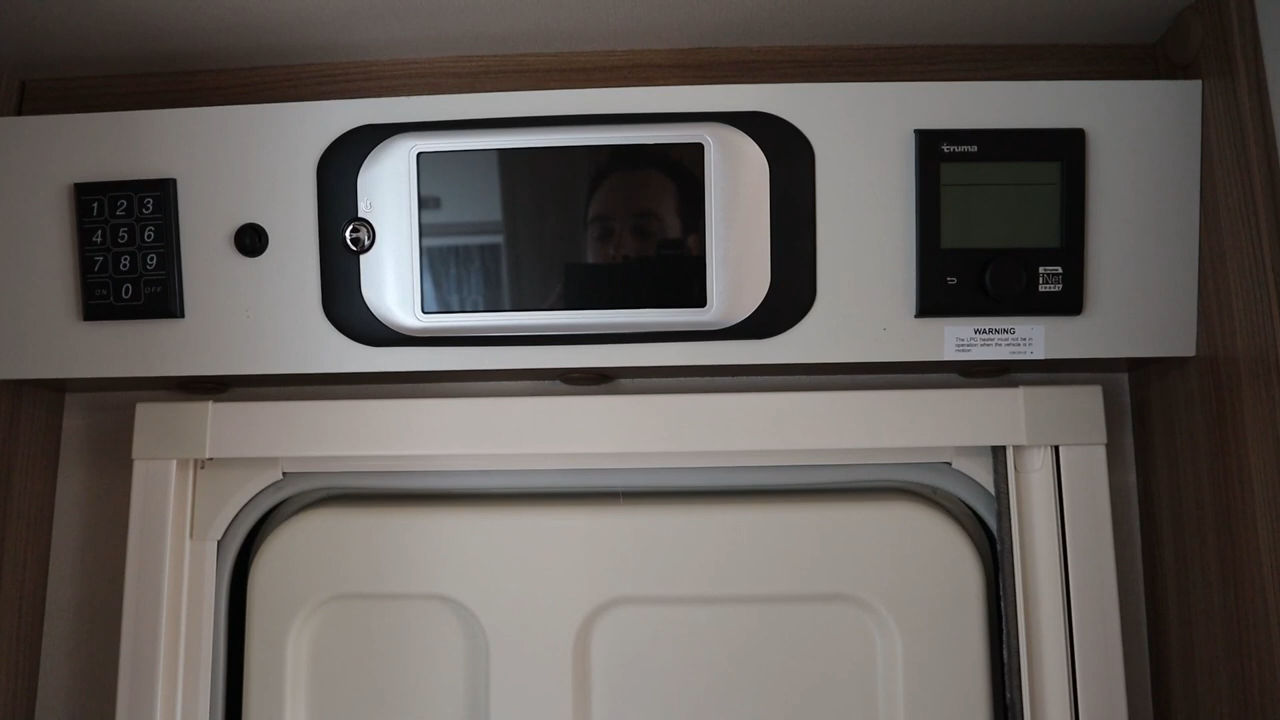 1 2 3
4 5 6
7 8 9
ON 0 OFF
truma
truma
iNet
ready
WARNING
The LPG heater must not be in
operation when the vehicle is in
motion